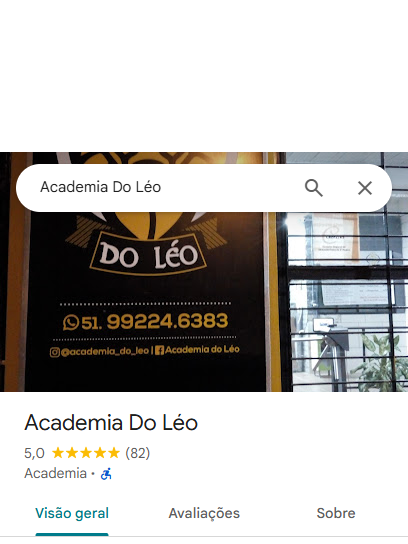 Academia Do Léo
Do Léo
51. 99224.6383
@academia_do_leo | Academia do Léo
Academia Do Léo
5,0 (82)
Academia ·
Visão geral
Avaliações
Sobre